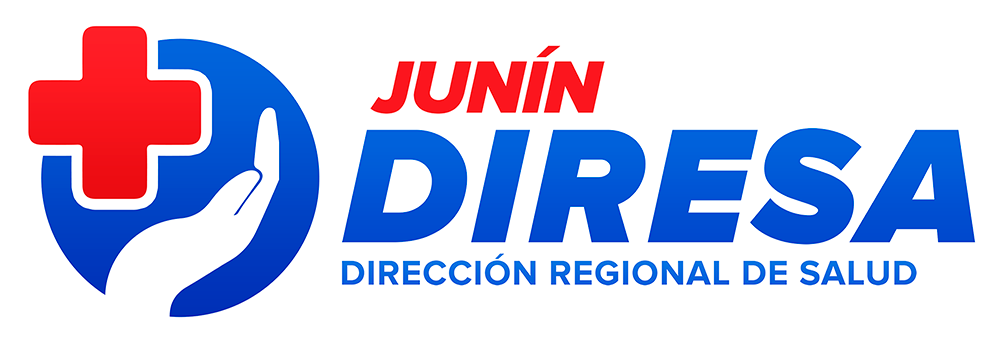 JUNÍN
DIRESA
DIRECCIÓN REGIONAL DE SALUD